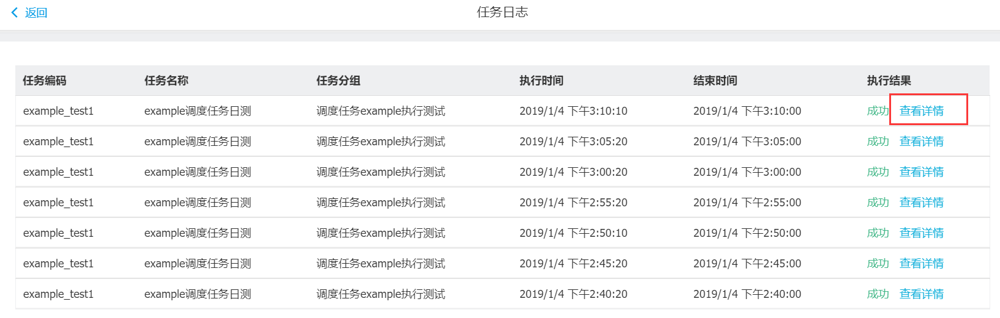 返回 任务日志
任务编码 任务名称 任务分组 执行时间 结束时间 执行结果
example_test1 example调度任务日测 调度任务example执行测试 2019/1/4 下午3:10:10 2019/1/4 下午3:10:00 成功 查看详情
example_test1 example调度任务日测 调度任务example执行测试 2019/1/4 下午3:05:20 2019/1/4 下午3:05:00 成功 查看详情
example_test1 example调度任务日测 调度任务example执行测试 2019/1/4 下午3:00:20 2019/1/4 下午3:00:00 成功 查看详情
example_test1 example调度任务日测 调度任务example执行测试 2019/1/4 下午2:55:20 2019/1/4 下午2:55:00 成功 查看详情
example_test1 example调度任务日测 调度任务example执行测试 2019/1/4 下午2:50:10 2019/1/4 下午2:50:00 成功 查看详情
example_test1 example调度任务日测 调度任务example执行测试 2019/1/4 下午2:45:20 2019/1/4 下午2:45:00 成功 查看详情
example_test1 example调度任务日测 调度任务example执行测试 2019/1/4 下午2:40:20 2019/1/4 下午2:40:00 成功 查看详情